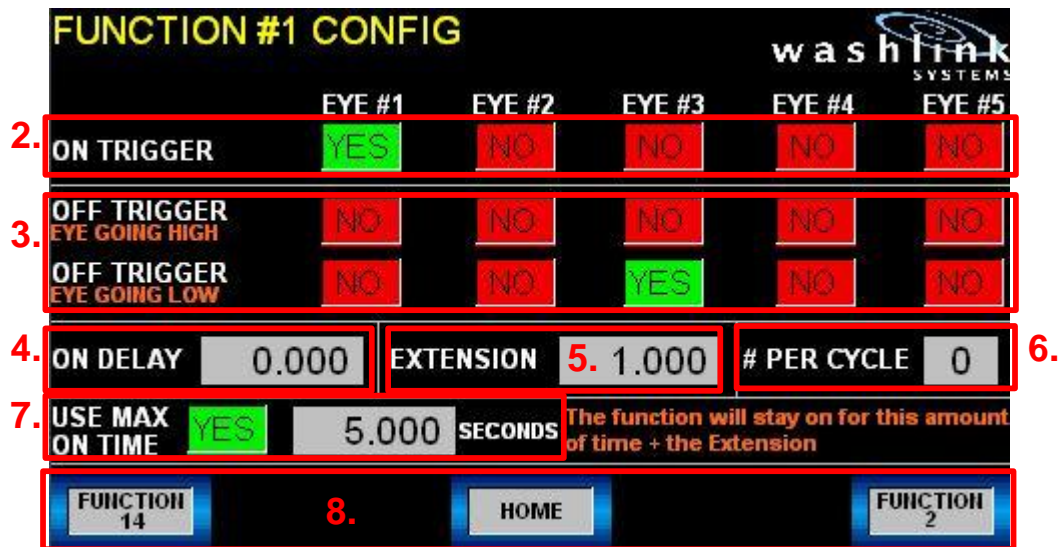 FUNCTION #1 CONFIG
washlink
SYSTEMS
EYE #1 EYE #2 EYE #3 EYE #4 EYE #5
2. ON TRIGGER YES NO NO NO NO
3. OFF TRIGGER NO NO NO NO NO
EYE GOING HIGH
OFF TRIGGER NO NO YES NO NO
EYE GOING LOW
4. ON DELAY 0.000 EXTENSION 5. 1.000 # PER CYCLE 0 6.
7. USE MAX YES 5.000 SECONDS The function will stay on for this amount
ON TIME of time + the Extension
FUNCTION 8. HOME FUNCTION
14 2